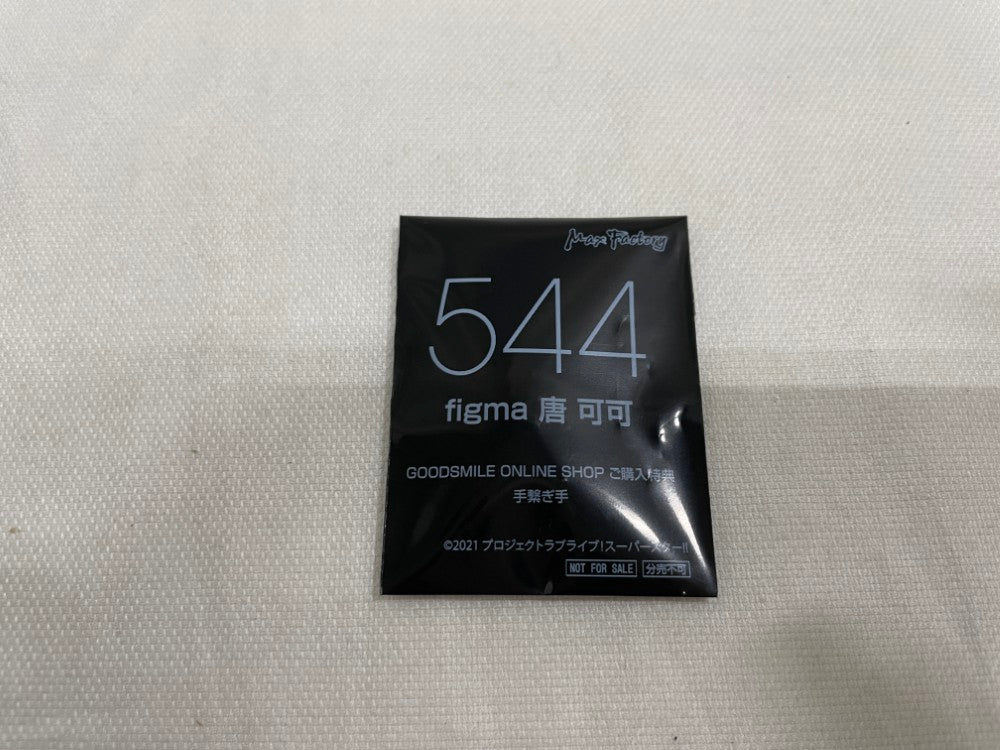 Max Factory
544
figma 唐 可可
GOODSMILE ONLINE SHOP ご購入特典
手繋ぎ手
©2021 プロジェクトラブライブ!スーパースター!!
NOT FOR SALE 分売不可